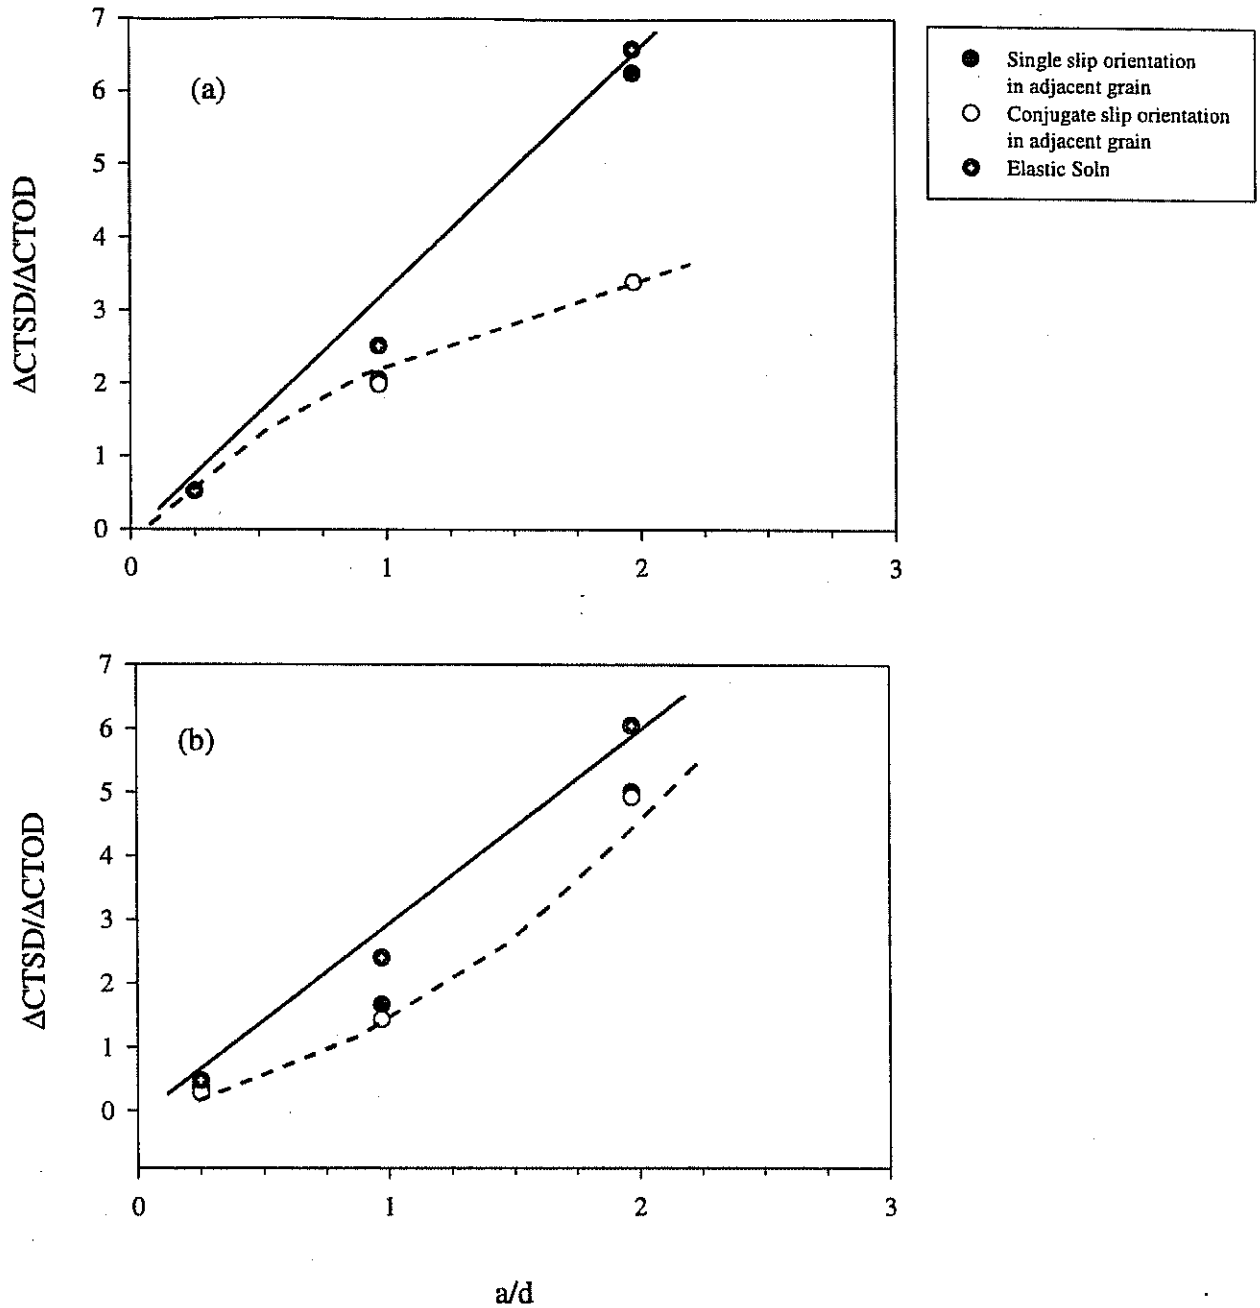 7
6
5
4
3
2
1
0
(a)
ΔCTSD/ΔCTOD
0 1 2 3
Single slip orientation
in adjacent grain
Conjugate slip orientation
in adjacent grain
Elastic Soln
7
6
5
4
3
2
1
0
(b)
ΔCTSD/ΔCTOD
0 1 2 3
a/d